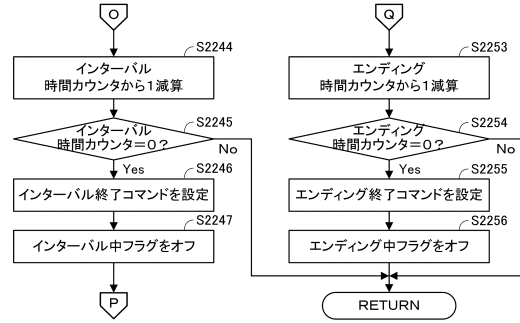 O
S2244
インターバル
時間カウンタから1減算
S2245
インターバル
時間カウンタ=0?
No
Yes
S2246
インターバル終了コマンドを設定
S2247
インターバル中フラグをオフ
P
Q
S2253
エンディング
時間カウンタから1減算
S2254
エンディング
時間カウンタ=0?
No
Yes
S2255
エンディング終了コマンドを設定
S2256
エンディング中フラグをオフ
RETURN